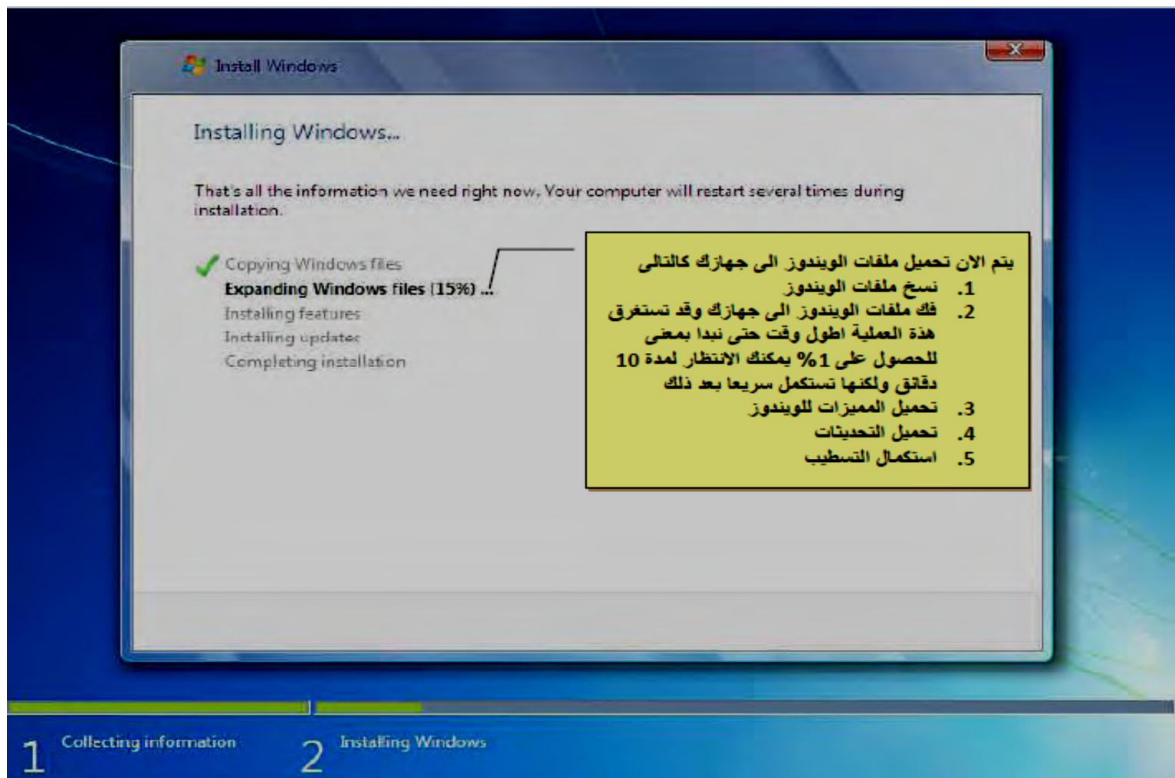 Install Windows
Installing Windows...
That's all the information we need right now. Your computer will restart several times during
installation.
Copying Windows files
Expanding Windows files (15%) ...
Installing features
Installing updates
Completing installation
يتم الان تحميل ملفات الويندوز الى جهازك كالتالى
1. نسخ ملفات الويندوز
2. فك ملفات الويندوز الى جهازك وقد تستغرق
هذة العملية اطول وقت حتى نبدا بمعنى
للحصول على 1% يمكنك الانتظار لمدة 10
دقائق ولكنها تستكمل سريعا بعد ذلك
3. تحميل المميزات للويندوز
4. تحميل التحديثات
5. استكمال التسطيب
1 Collecting information
2 Installing Windows